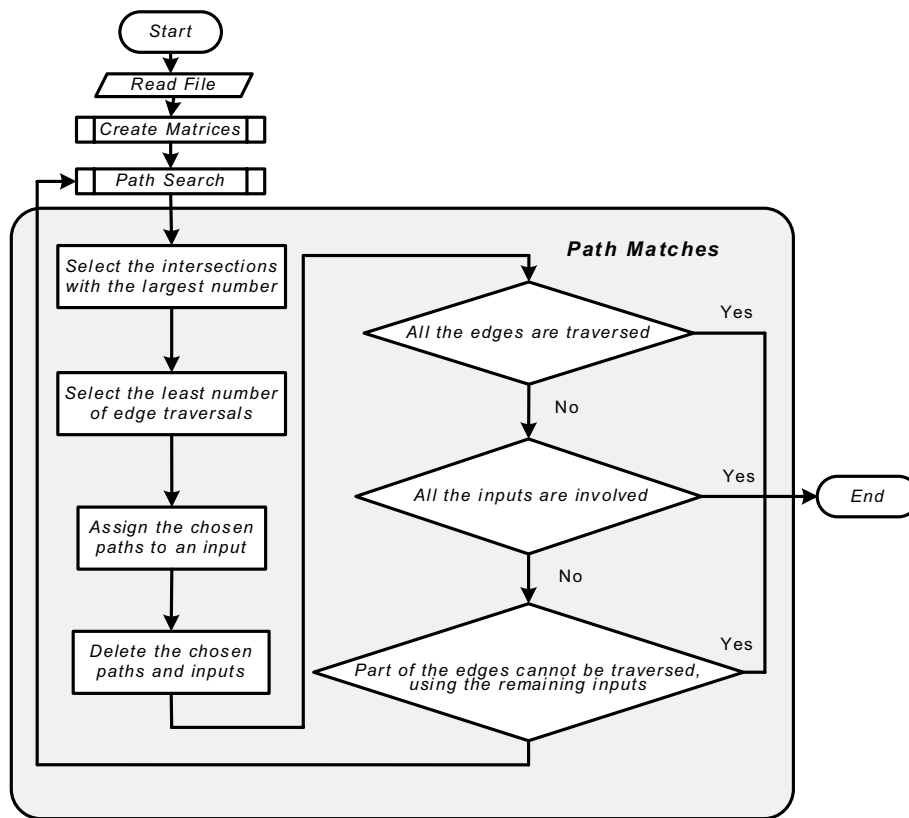 Start
Read File
Create Matrices
Path Search
Path Matches
Select the intersections
with the largest number
Select the least number
of edge traversals
Assign the chosen
paths to an input
Delete the chosen
paths and inputs
All the edges are traversed
Yes
No
All the inputs are involved
Yes
End
No
Part of the edges cannot be traversed,
using the remaining inputs
Yes